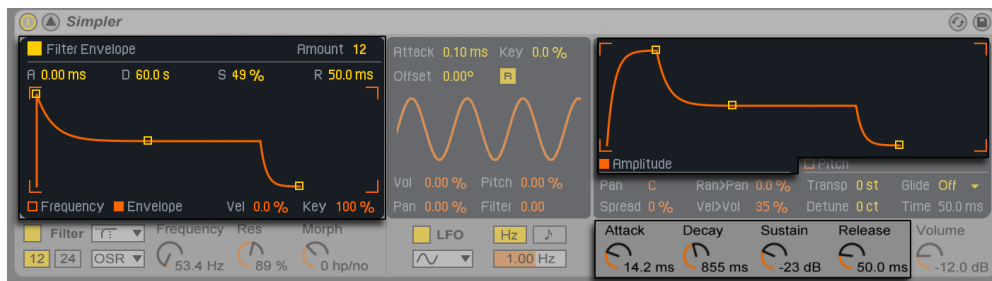 Simpler
Filter Envelope Amount 12
A 0.00 ms D 60.0 s S 49 % R 50.0 ms
Frequency Envelope Vel 0.0 % Key 100 %
Attack 0.10 ms Key 0.0 %
Offset 0.00° R
Vol 0.00 % Pitch 0.00 %
Pan 0.00 % Filter 0.00
Amplitude Pitch
Pan C Ran>Pan 0.0 % Transp 0 st Glide Off
Spread 0 % Vel>Vol 35 % Detune 0 ct Time 50.0 ms
Filter Frequency Res Morph
12 24 OSR 53.4 Hz 89 % 0 hp/no
LFO Hz
1.00 Hz
Attack Decay Sustain Release Volume
14.2 ms 855 ms -23 dB 50.0 ms -12.0 dB